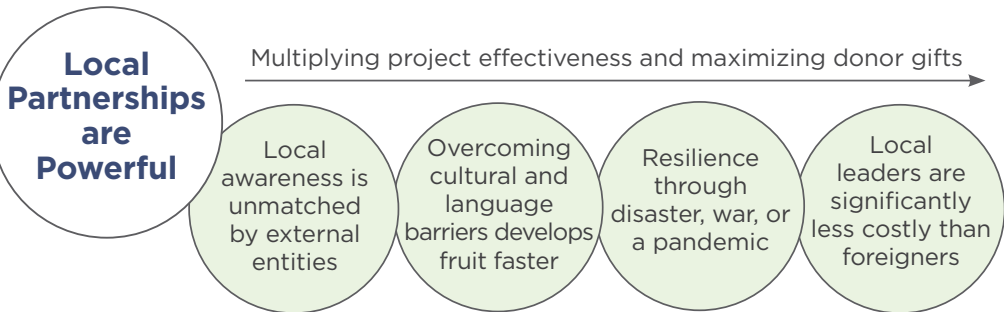 Local
Partnerships
are
Powerful
Multiplying project effectiveness and maximizing donor gifts
Local
awareness is
unmatched
by external
entities
Overcoming
cultural and
language
barriers develops
fruit faster
Resilience
through
disaster, war, or
a pandemic
Local
leaders are
significantly
less costly than
foreigners